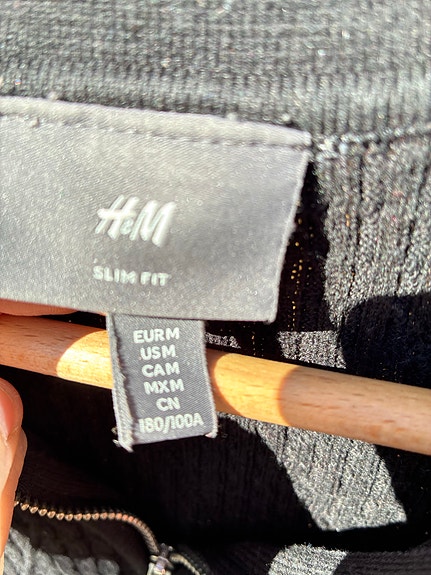 H&M
SLIM FIT
EUR M
US M
CA M
MX M
CN
180/100A